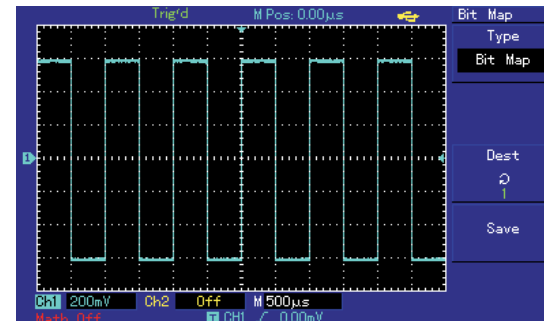 Trig'd M Pos: 0.00μs Bit Map
Type
Bit Map
1
Dest
1
Save
Ch1 200mV Ch2 Off M 500μs
Math Off T CH1 / 0.00mV